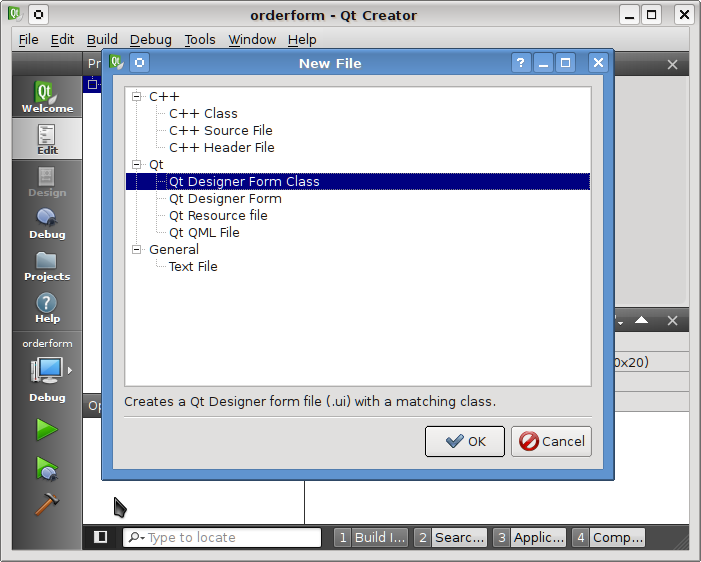 orderform - Qt Creator
File Edit Build Debug Tools Window Help
New File
?
C++
C++ Class
C++ Source File
C++ Header File
Qt
Qt Designer Form Class
Qt Designer Form
Qt Resource file
Qt QML File
General
Text File
Creates a Qt Designer form file (.ui) with a matching class.
OK Cancel
Pr
Qt
Welcome
Edit
Design
Debug
Projects
?
Help
orderform
Debug
Op
0x20)
Type to locate
1 Build I... 2 Searc... 3 Applic... 4 Comp...